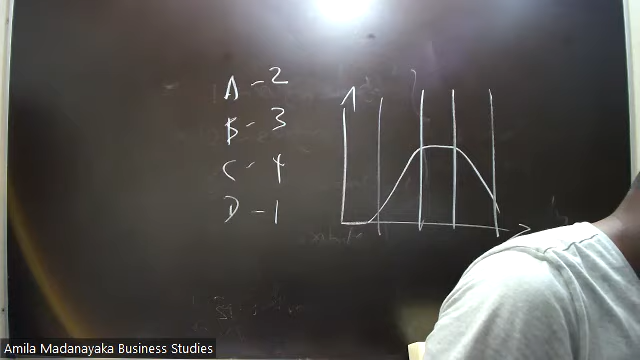 A - 2
B - 3
C - 4
D - 1
Amila Madanayaka Business Studies